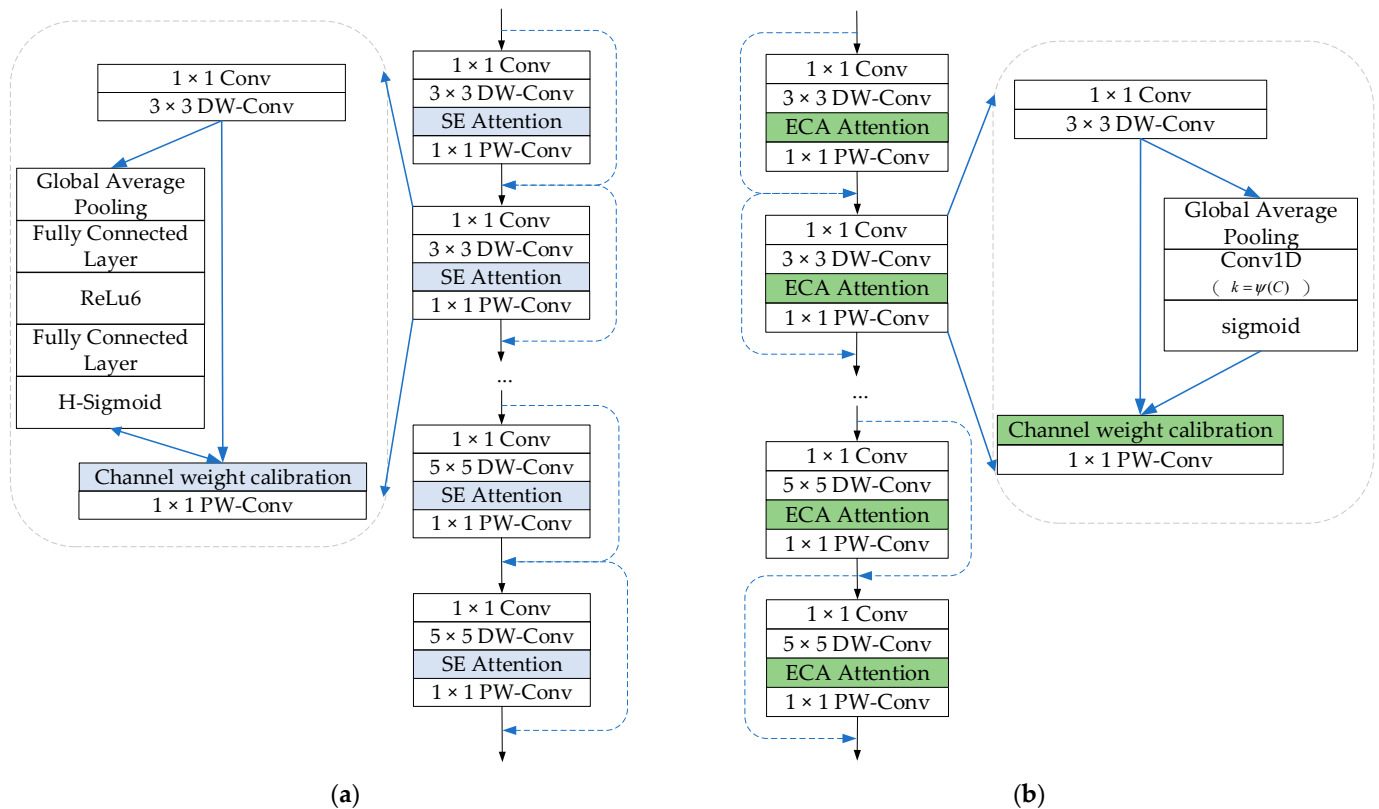 1 × 1 Conv
3 × 3 DW-Conv
Global Average
Pooling
Fully Connected
Layer
ReLu6
Fully Connected
Layer
H-Sigmoid
Channel weight calibration
1 × 1 PW-Conv
1 × 1 Conv
3 × 3 DW-Conv
SE Attention
1 × 1 PW-Conv
1 × 1 Conv
3 × 3 DW-Conv
SE Attention
1 × 1 PW-Conv
...
1 × 1 Conv
5 × 5 DW-Conv
SE Attention
1 × 1 PW-Conv
1 × 1 Conv
5 × 5 DW-Conv
SE Attention
1 × 1 PW-Conv
(a)
1 × 1 Conv
3 × 3 DW-Conv
ECA Attention
1 × 1 PW-Conv
1 × 1 Conv
3 × 3 DW-Conv
ECA Attention
1 × 1 PW-Conv
...
1 × 1 Conv
5 × 5 DW-Conv
ECA Attention
1 × 1 PW-Conv
1 × 1 Conv
5 × 5 DW-Conv
ECA Attention
1 × 1 PW-Conv
1 × 1 Conv
3 × 3 DW-Conv
Global Average
Pooling
Conv1D
( k = ψ(C) )
sigmoid
Channel weight calibration
1 × 1 PW-Conv
(b)